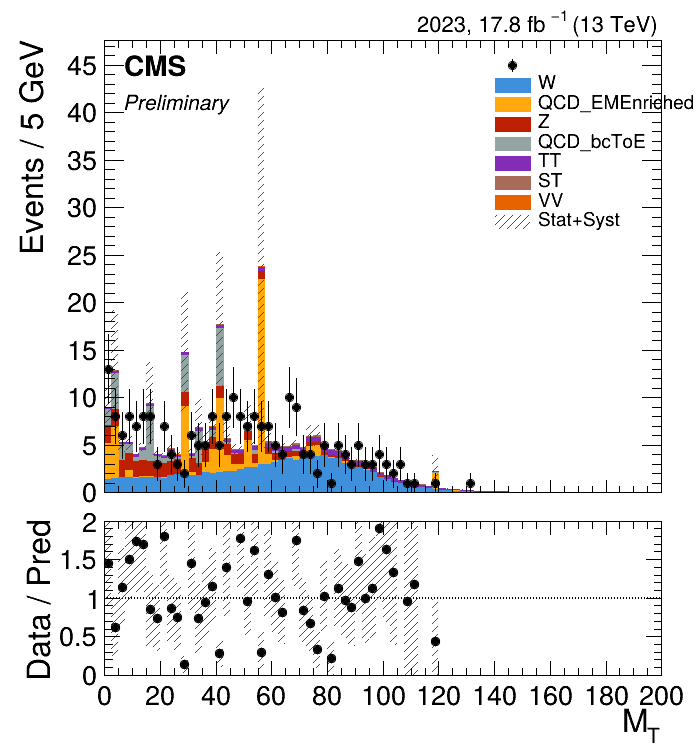 2023, 17.8 fb⁻¹ (13 TeV)
Events / 5 GeV
CMS
Preliminary
45
40
35
30
25
20
15
10
5
0
W
QCD_EMEnriched
Z
QCD_bcToE
TT
ST
VV
Stat+Syst
Data / Pred
2
1.5
1
0.5
0
0 20 40 60 80 100 120 140 160 180 200
M_T